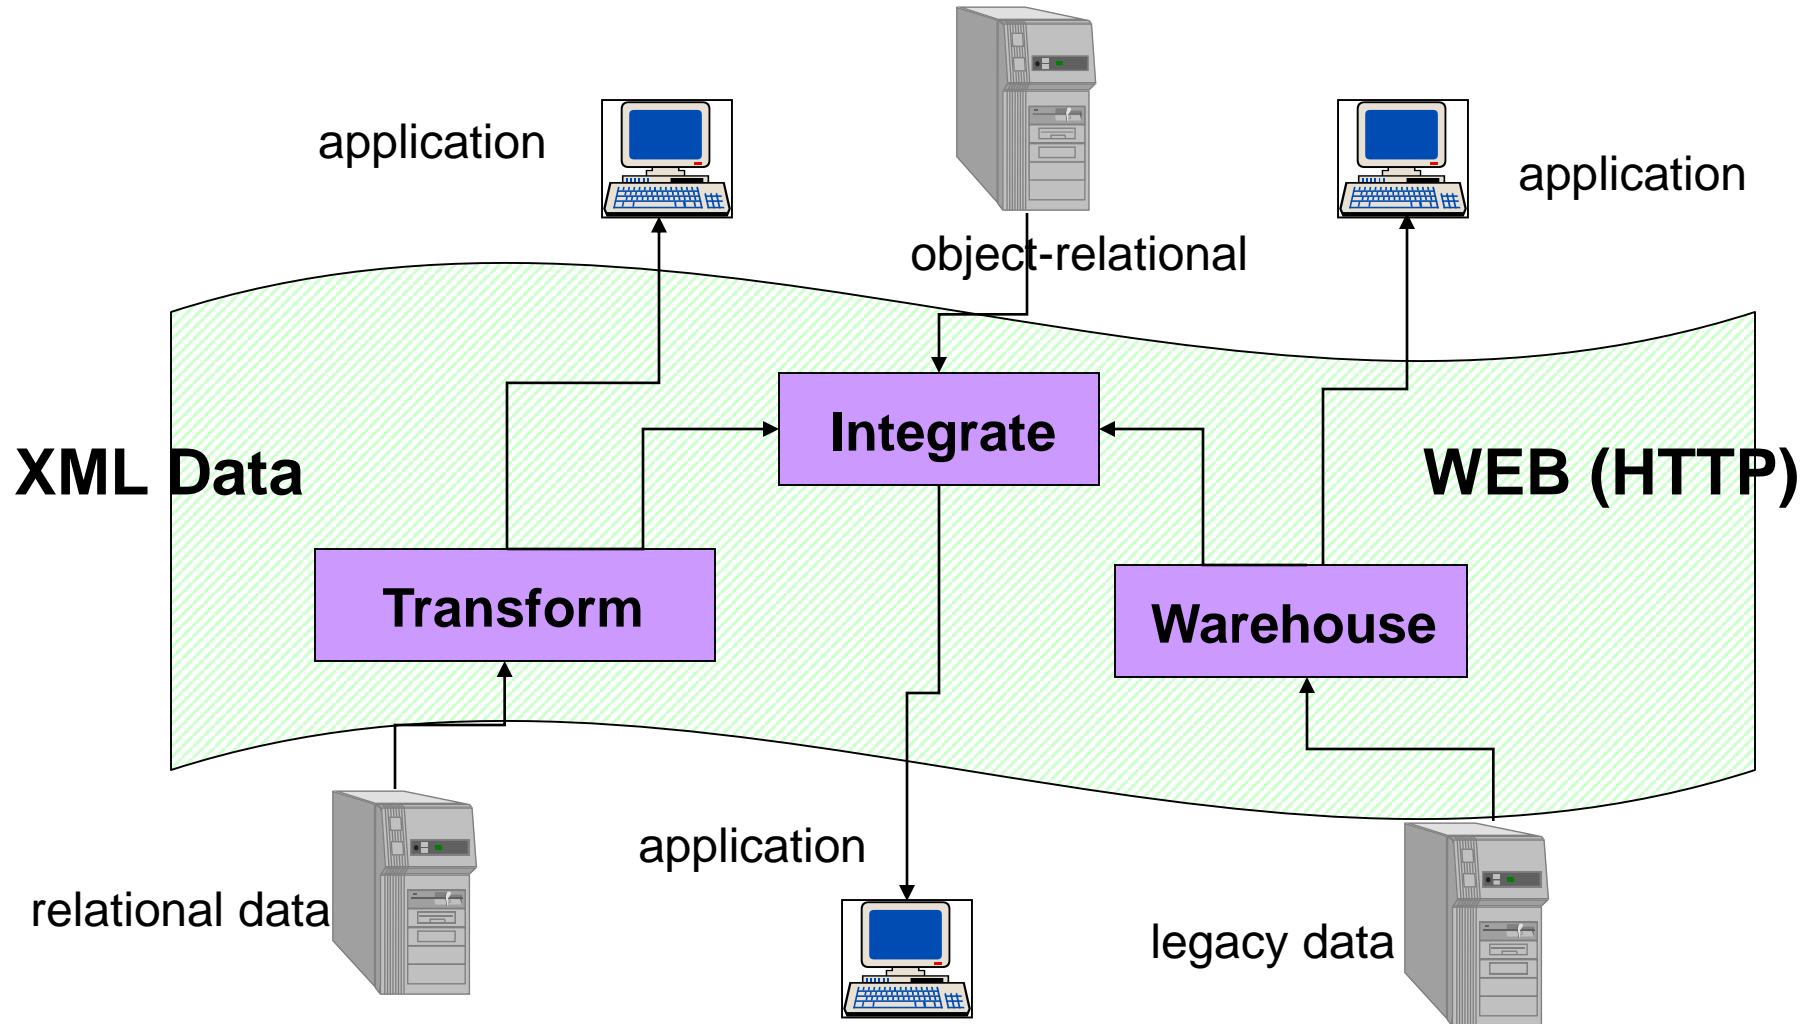 application
application
object-relational
Integrate
XML Data
WEB (HTTP)
Transform
Warehouse
application
relational data
legacy data